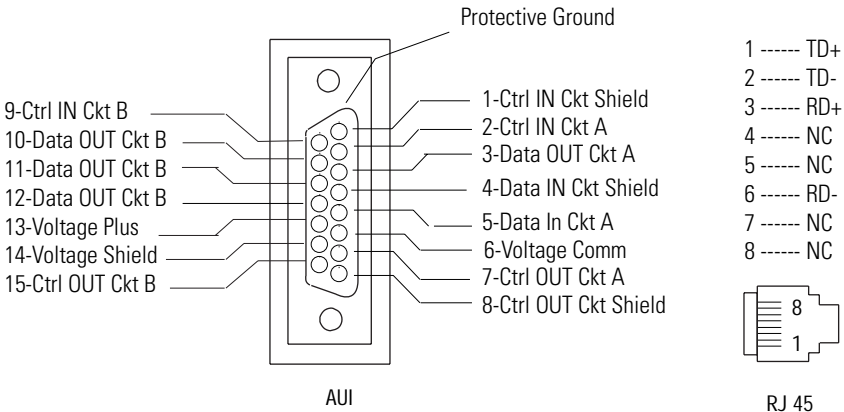 Protective Ground
9-Ctrl IN Ckt B
10-Data OUT Ckt B
11-Data OUT Ckt B
12-Data OUT Ckt B
13-Voltage Plus
14-Voltage Shield
15-Ctrl OUT Ckt B
1-Ctrl IN Ckt Shield
2-Ctrl IN Ckt A
3-Data OUT Ckt A
4-Data IN Ckt Shield
5-Data In Ckt A
6-Voltage Comm
7-Ctrl OUT Ckt A
8-Ctrl OUT Ckt Shield
AUI
1 ------ TD+
2 ------ TD-
3 ------ RD+
4 ------ NC
5 ------ NC
6 ------ RD-
7 ------ NC
8 ------ NC
8
1
RJ 45